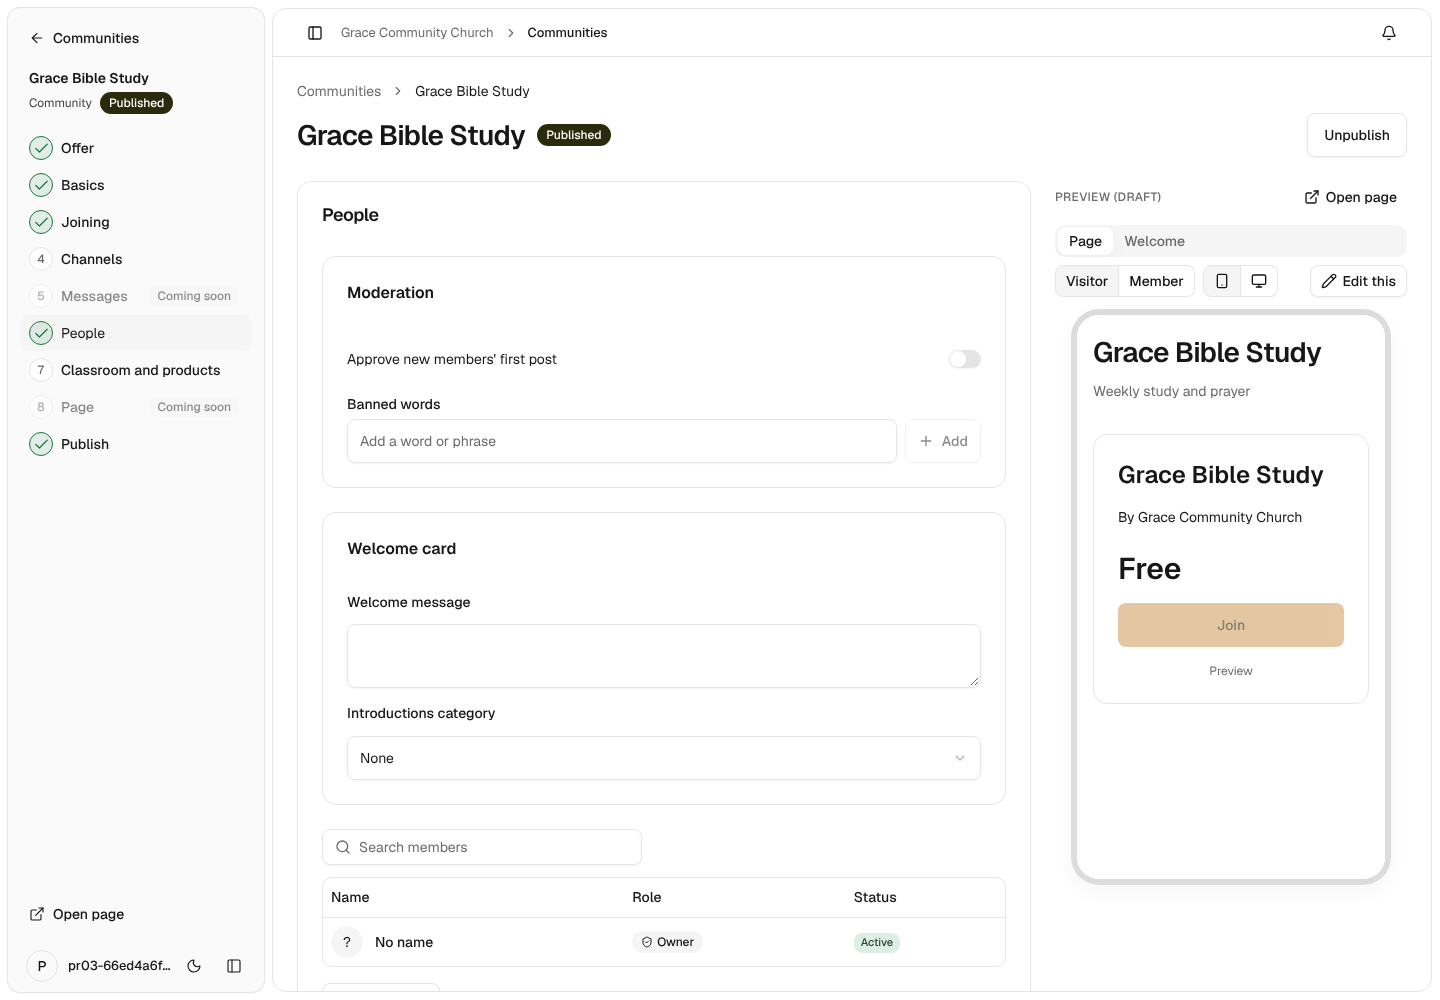 Communities
Grace Bible Study
Community Published
Offer
Basics
Joining
4 Channels
5 Messages Coming soon
People
7 Classroom and products
8 Page Coming soon
Publish
Open page
P pr03-66ed4a6f...
Grace Community Church Communities
Communities Grace Bible Study
Grace Bible Study Published
Unpublish
People
Moderation
Approve new members' first post
Banned words
Add a word or phrase
Add
Welcome card
Welcome message
Introductions category
None
Search members
Name Role Status
? No name Owner Active
PREVIEW (DRAFT) Open page
Page Welcome
Visitor Member Edit this
Grace Bible Study
Weekly study and prayer
Grace Bible Study
By Grace Community Church
Free
Join
Preview